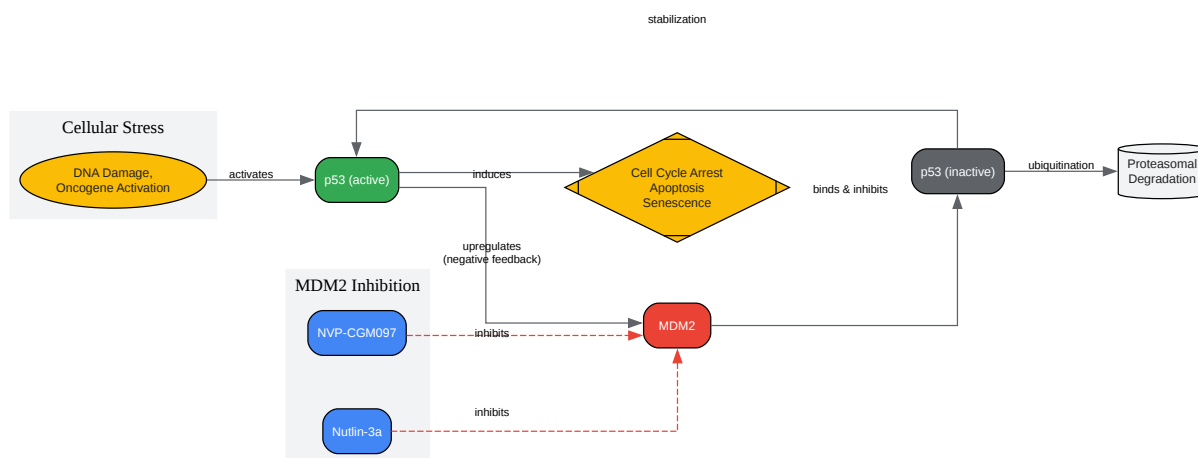 stabilization
Cellular Stress
DNA Damage,
Oncogene Activation
activates
p53 (active)
induces
Cell Cycle Arrest
Apoptosis
Senescence
binds & inhibits
p53 (inactive)
ubiquitination
Proteasomal
Degradation
upregulates
(negative feedback)
MDM2 Inhibition
NVP-CGM097
inhibits
MDM2
Nutlin-3a
inhibits